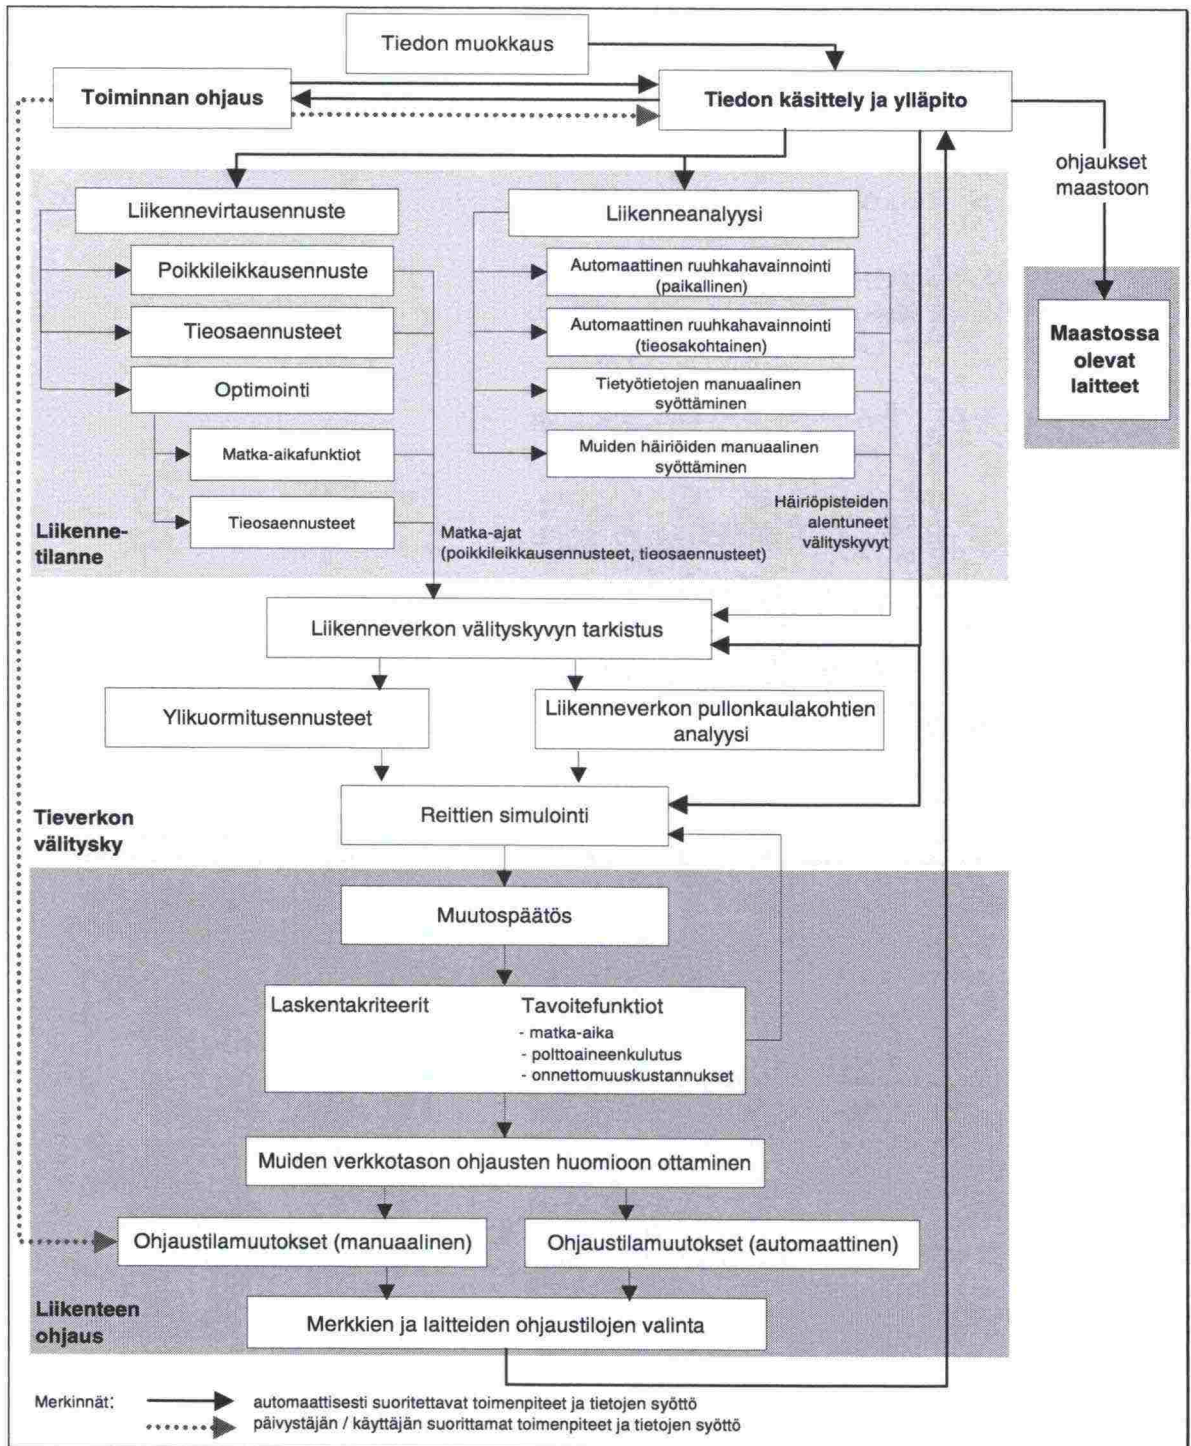 Tiedon muokkaus
Toiminnan ohjaus
Tiedon käsittely ja ylläpito
ohjaukset
maastoon
Liikennevirtausennuste
Liikenneanalyysi
Poikkileikkausennuste
Automaattinen ruuhkahavainnointi
(paikallinen)
Tieosaennusteet
Automaattinen ruuhkahavainnointi
(tieosakohtainen)
Maastossa
olevat
laitteet
Optimointi
Tietyötietojen manuaalinen
syöttäminen
Matka-aikafunktiot
Muiden häiriöiden manuaalinen
syöttäminen
Tieosaennusteet
Liikenne-
tilanne
Matka-ajat
(poikkileikkausennusteet, tieosaennusteet)
Häiriöpisteiden
alentuneet
välityskyvyt
Liikenneverkon välityskyvyn tarkistus
Ylikuormitusennusteet
Liikenneverkon pullonkaulakohtien
analyysi
Reittien simulointi
Tieverkon
välitysky
Muutospäätös
Laskentakriteerit
Tavoitefunktiot
- matka-aika
- polttoaineenkulutus
- onnettomuuskustannukset
Muiden verkkotason ohjausten huomioon ottaminen
Ohjaustilamuutokset (manuaalinen)
Ohjaustilamuutokset (automaattinen)
Liikenteen
ohjaus
Merkkien ja laitteiden ohjaustilojen valinta
Merkinnät:
automaattisesti suoritettavat toimenpiteet ja tietojen syöttö
päivystäjän / käyttäjän suorittamat toimenpiteet ja tietojen syöttö